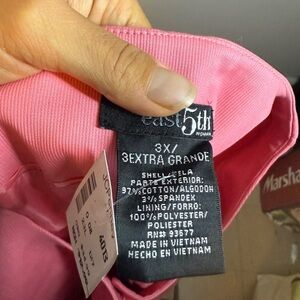 east5th
3X/
3EXTRA GRANDE
SHELL/TELA
PARTE EXTERIOR:
97%COTTON/ALGODON
3% SPANDEX
LINING/FORRO:
100%POLYESTER/
POLIESTER
RN# 93677
MADE IN VIETNAM
HECHO EN VIETNAM
JCP
Marsha